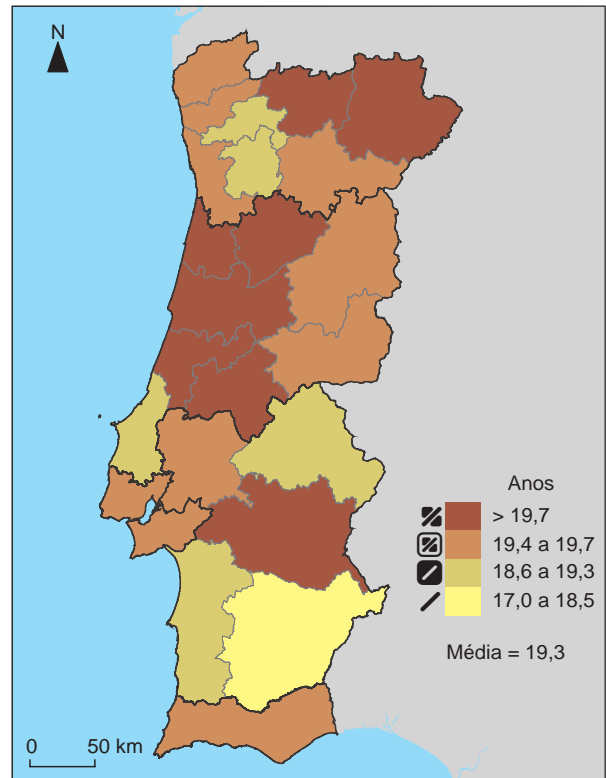 N
Anos
> 19,7
19,4 a 19,7
18,6 a 19,3
17,0 a 18,5
Média = 19,3
0 50 km